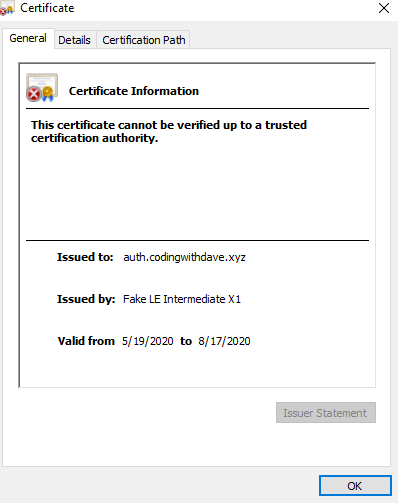 Certificate
General
Details
Certification Path
Certificate Information
This certificate cannot be verified up to a trusted
certification authority.
Issued to: auth.codingwithdave.xyz
Issued by: Fake LE Intermediate X1
Valid from 5/19/2020 to 8/17/2020
Issuer Statement
OK